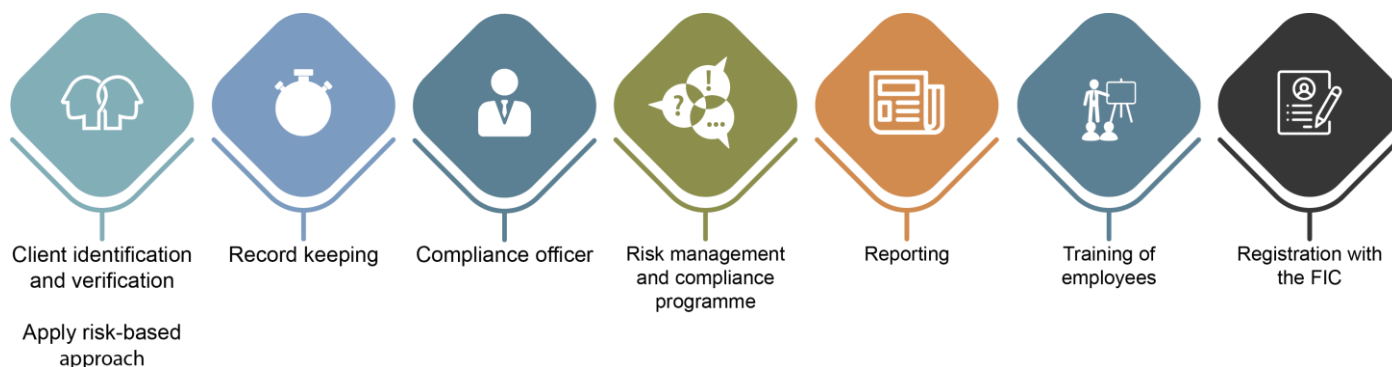 Client identification
and verification
Apply risk-based
approach
Record keeping
Compliance officer
Risk management
and compliance
programme
Reporting
Training of
employees
Registration with
the FIC